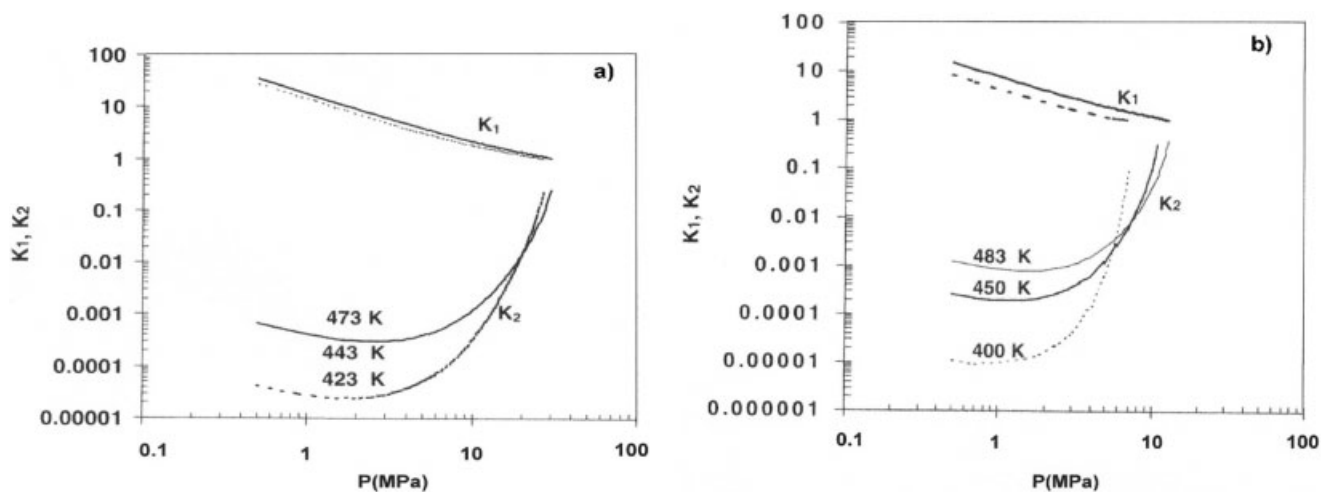 a)
100
10
1
0.1
0.01
0.001
0.0001
0.00001
K₁, K₂
K₁
473 K
443 K
423 K
K₂
0.1 1 10 100
P(MPa)
b)
100
10
1
0.1
0.01
0.001
0.0001
0.00001
0.000001
K₁, K₂
K₁
K₂
483 K
450 K
400 K
0.1 1 10 100
P(MPa)